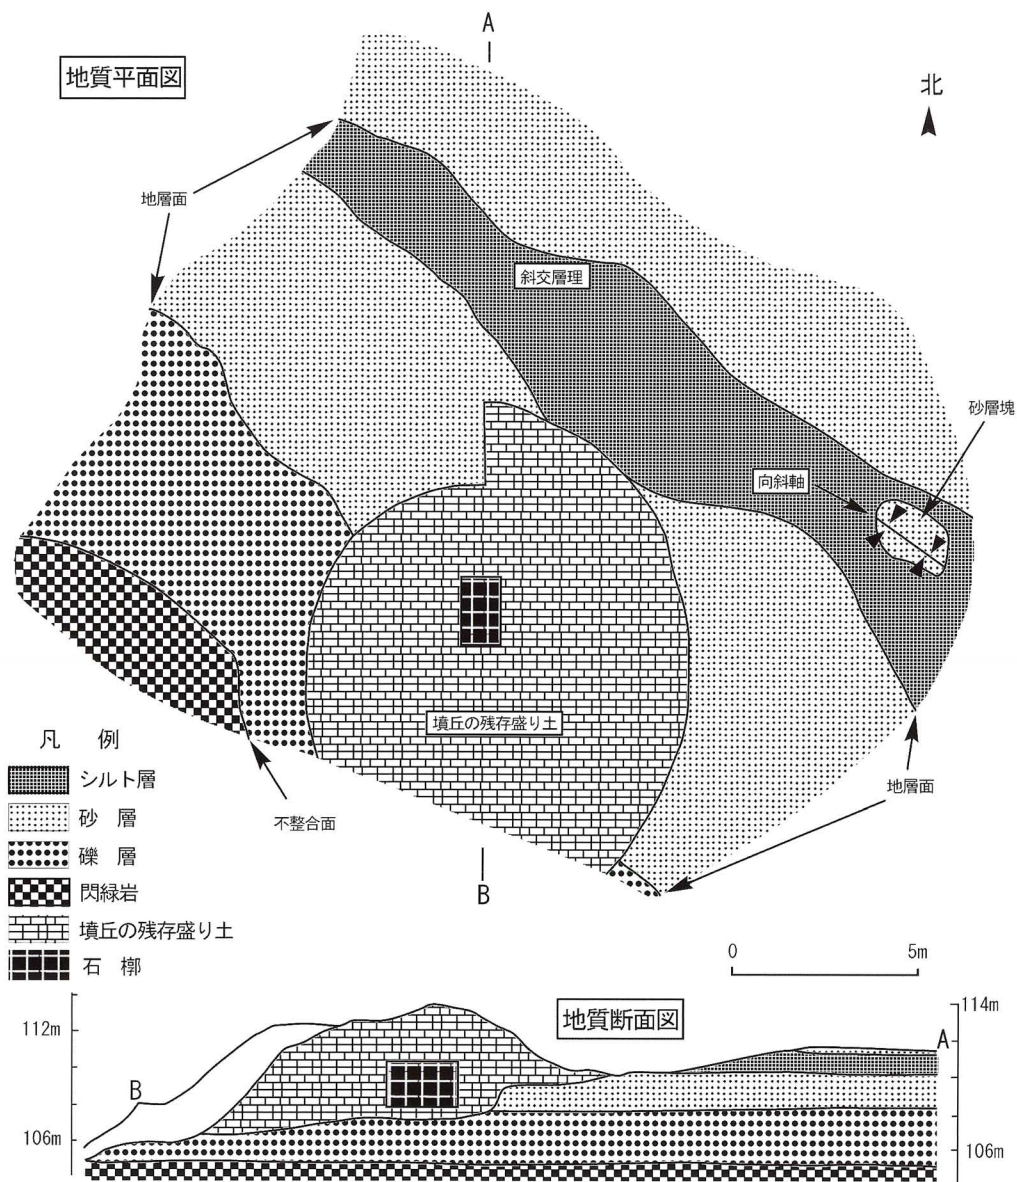 A
地質平面図
北
地層面
斜交層理
砂層塊
向斜軸
墳丘の残存盛り土
凡 例
シルト層
砂 層
礫 層
閃緑岩
墳丘の残存盛り土
石 槨
不整合面
地層面
B
0 5m
地質断面図
112m
106m
B
A
114m
106m